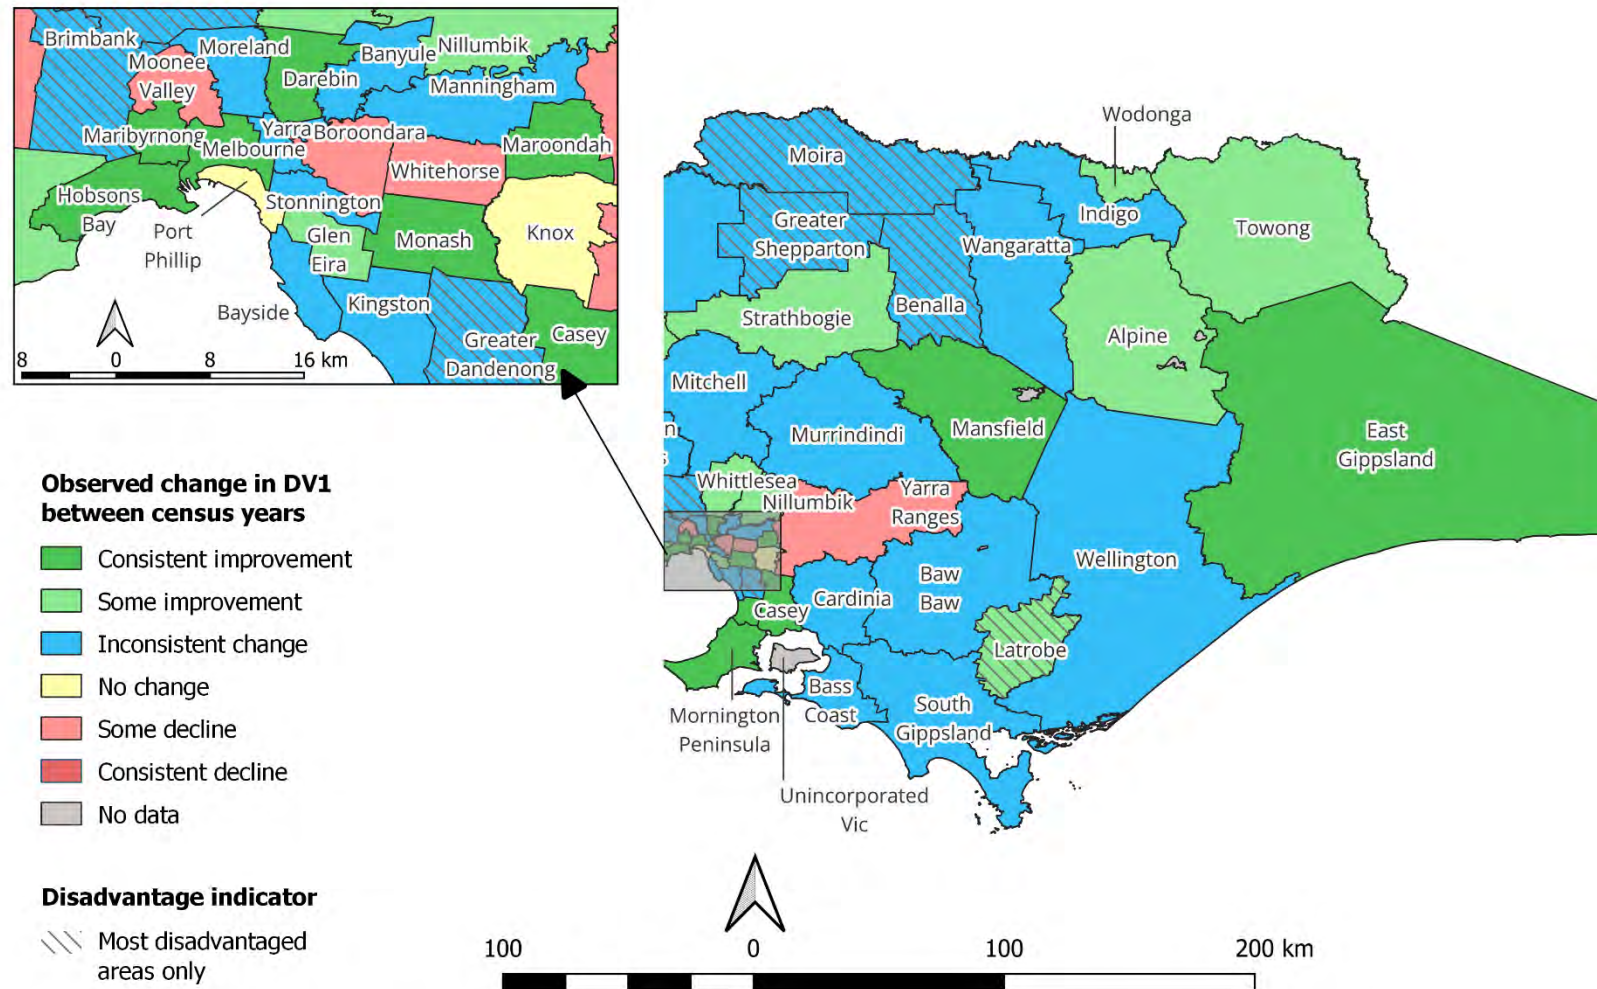 Brimbank
Moonee
Valley
Moreland
Darebin
Banyule
Nillumbik
Manningham
Maribyrnong
Melbourne
Yarra
Boroondara
Whitehorse
Maroondah
Hobsons
Bay
Port
Phillip
Stonnington
Glen
Eira
Monash
Knox
Bayside
Kingston
Greater
Dandenong
Casey
8 0 8 16 km
Wodonga
Moira
Greater
Shepparton
Wangaratta
Indigo
Towong
Strathbogie
Benalla
Alpine
Mitchell
Murrindindi
Mansfield
East
Gippsland
n
s
Whittlesea
Nillumbik
Yarra
Ranges
Wellington
Baw
Baw
Casey
Cardinia
Latrobe
Bass
Coast
South
Gippsland
Mornington
Peninsula
Unincorporated
Vic
Observed change in DV1
between census years
Consistent improvement
Some improvement
Inconsistent change
No change
Some decline
Consistent decline
No data
Disadvantage indicator
Most disadvantaged
areas only
100 0 100 200 km